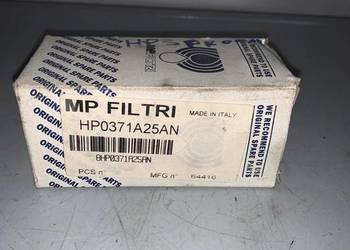 MP FILTRI
MADE IN ITALY
HP0371A25AN
8HP0371A25AN
PCS n°
MFG n°
64416
ORIGINAL SPARE PARTS
WE RECOMMEND TO USE
ORIGINAL SPARE PARTS